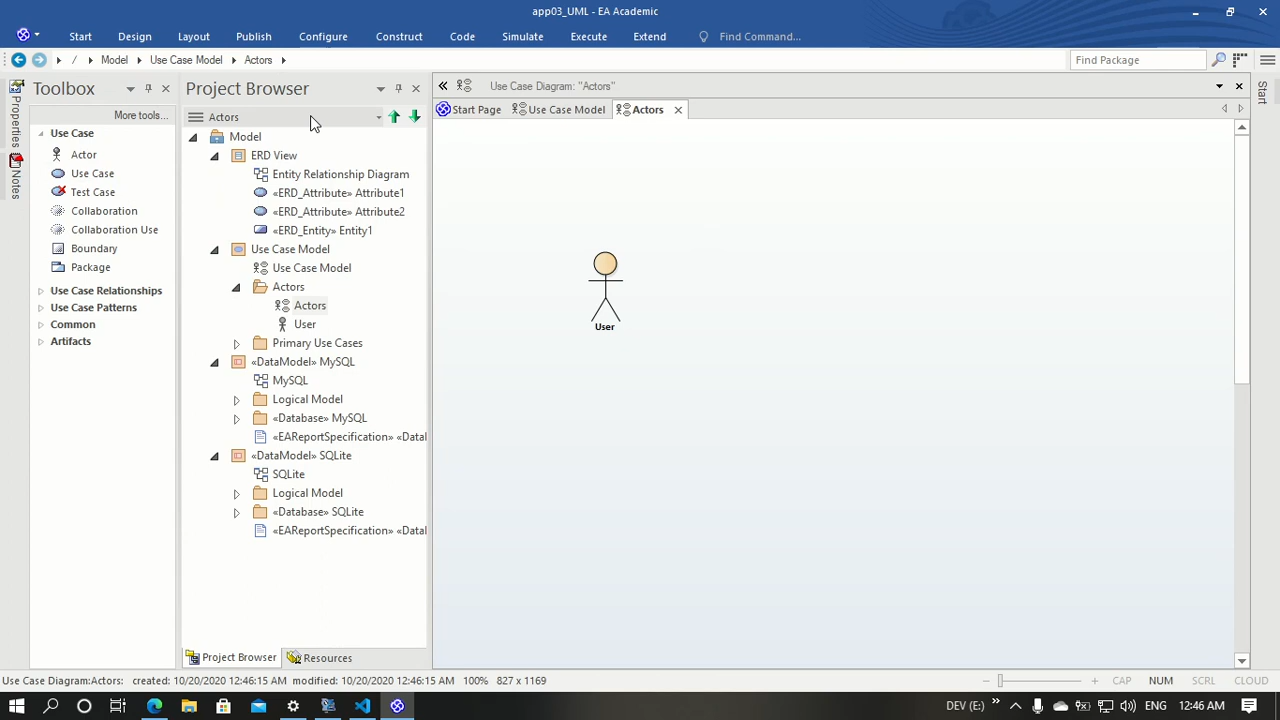 app03_UML - EA Academic
Start Design Layout Publish Configure Construct Code Simulate Execute Extend Find Command...
/ Model Use Case Model Actors Find Package
Toolbox
More tools...
Use Case
Actor
Use Case
Test Case
Collaboration
Collaboration Use
Boundary
Package
Use Case Relationships
Use Case Patterns
Common
Artifacts
Properties
Notes
Project Browser
Actors
Model
ERD View
Entity Relationship Diagram
«ERD_Attribute» Attribute1
«ERD_Attribute» Attribute2
«ERD_Entity» Entity1
Use Case Model
Use Case Model
Actors
Actors
User
Primary Use Cases
«DataModel» MySQL
MySQL
Logical Model
«Database» MySQL
«EAReportSpecification» «Datal
«DataModel» SQLite
SQLite
Logical Model
«Database» SQLite
«EAReportSpecification» «Datal
Project Browser Resources
Use Case Diagram: "Actors"
Start Page Use Case Model Actors
User
Start
Use Case Diagram:Actors: created: 10/20/2020 12:46:15 AM modified: 10/20/2020 12:46:15 AM 100% 827 x 1169 CAP NUM SCRL CLOUD
DEV (E:) ENG 12:46 AM